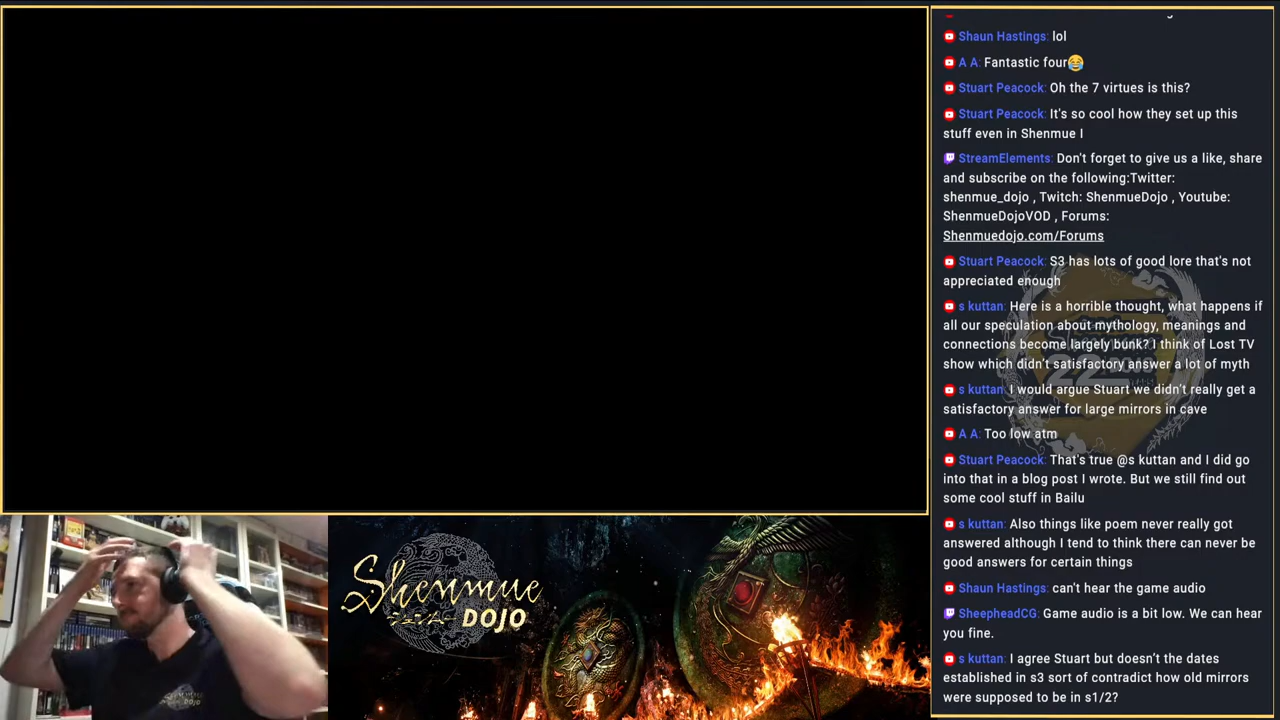 Shaun Hastings: lol
A A: Fantastic four😂
Stuart Peacock: Oh the 7 virtues is this?
Stuart Peacock: It's so cool how they set up this
stuff even in Shenmue I
StreamElements: Don't forget to give us a like, share
and subscribe on the following:Twitter:
shenmue_dojo , Twitch: ShenmueDojo , Youtube:
ShenmueDojoVOD , Forums:
Shenmuedojo.com/Forums
Stuart Peacock: S3 has lots of good lore that's not
appreciated enough
s kuttan: Here is a horrible thought, what happens if
all our speculation about mythology, meanings and
connections become largely bunk? I think of Lost TV
show which didn't satisfactory answer a lot of myth
s kuttan: I would argue Stuart we didn't really get a
satisfactory answer for large mirrors in cave
A A: Too low atm
Stuart Peacock: That's true @s kuttan and I did go
into that in a blog post I wrote. But we still find out
some cool stuff in Bailu
s kuttan: Also things like poem never really got
answered although I tend to think there can never be
good answers for certain things
Shaun Hastings: can't hear the game audio
SheepheadCG: Game audio is a bit low. We can hear
you fine.
s kuttan: I agree Stuart but doesn't the dates
established in s3 sort of contradict how old mirrors
were supposed to be in s1/2?
22 DOJO
Shenmue
DOJO
DOJO